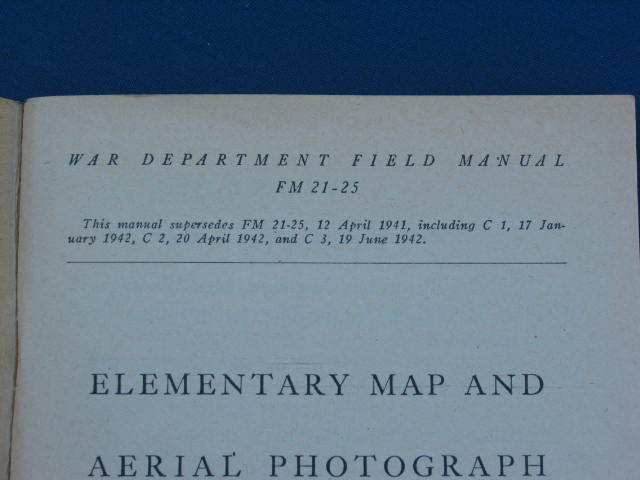 WAR DEPARTMENT FIELD MANUAL
FM 21-25
This manual supersedes FM 21-25, 12 April 1941, including C 1, 17 Jan-
uary 1942, C 2, 20 April 1942, and C 3, 19 June 1942.
ELEMENTARY MAP AND
AERIAL PHOTOGRAPH